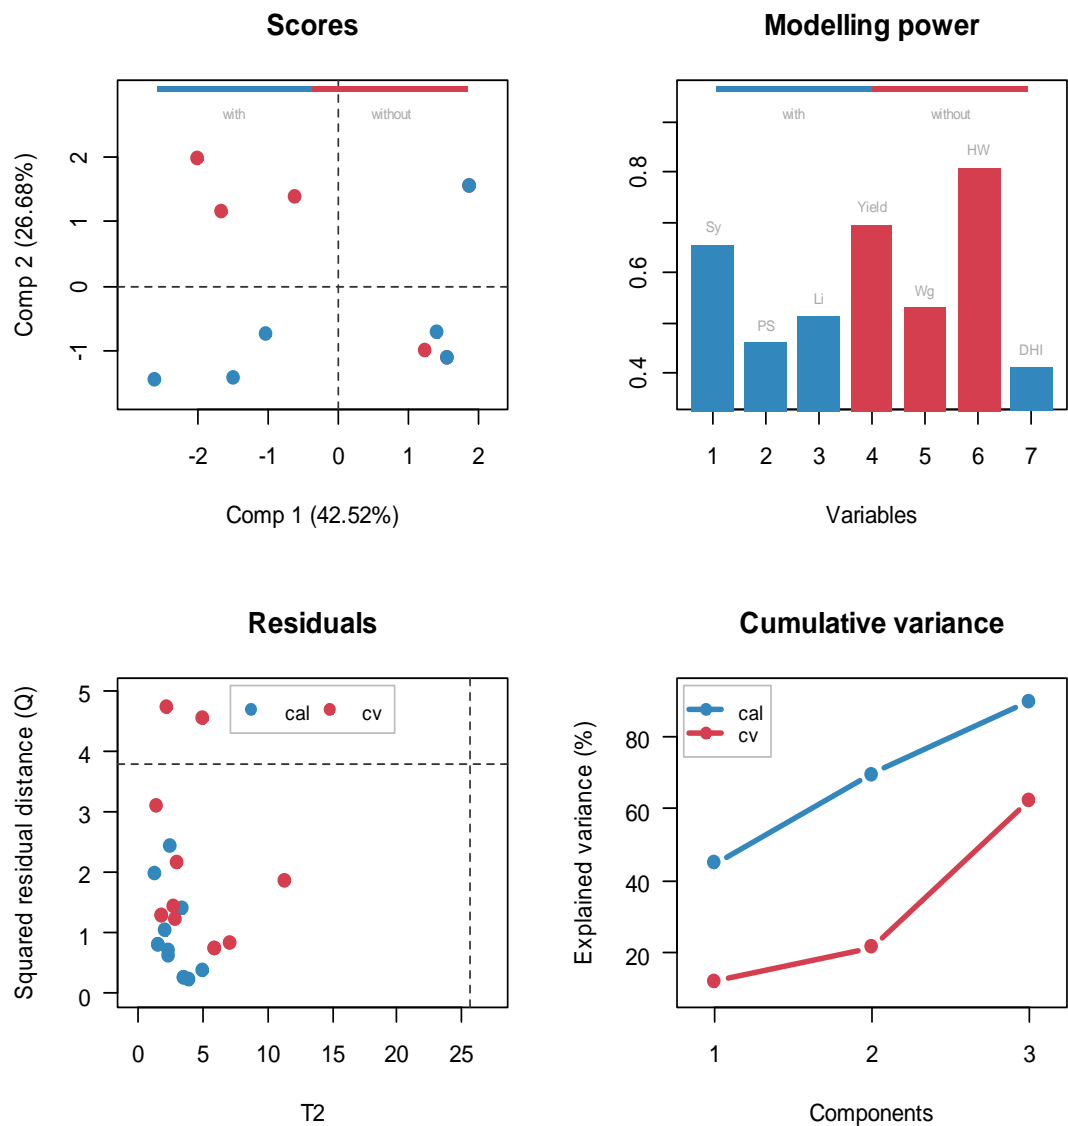 Scores
with
without
Comp 2 (26.68%)
2
1
0
-1
-2
-1
0
1
2
Comp 1 (42.52%)
Modelling power
with
without
0.8
0.6
0.4
Sy
PS
Li
Yield
Wg
HW
DHI
1
2
3
4
5
6
7
Variables
Residuals
Squared residual distance (Q)
5
4
3
2
1
0
cal
cv
0
5
10
15
20
25
T2
Cumulative variance
Explained variance (%)
80
60
40
20
cal
cv
1
2
3
Components